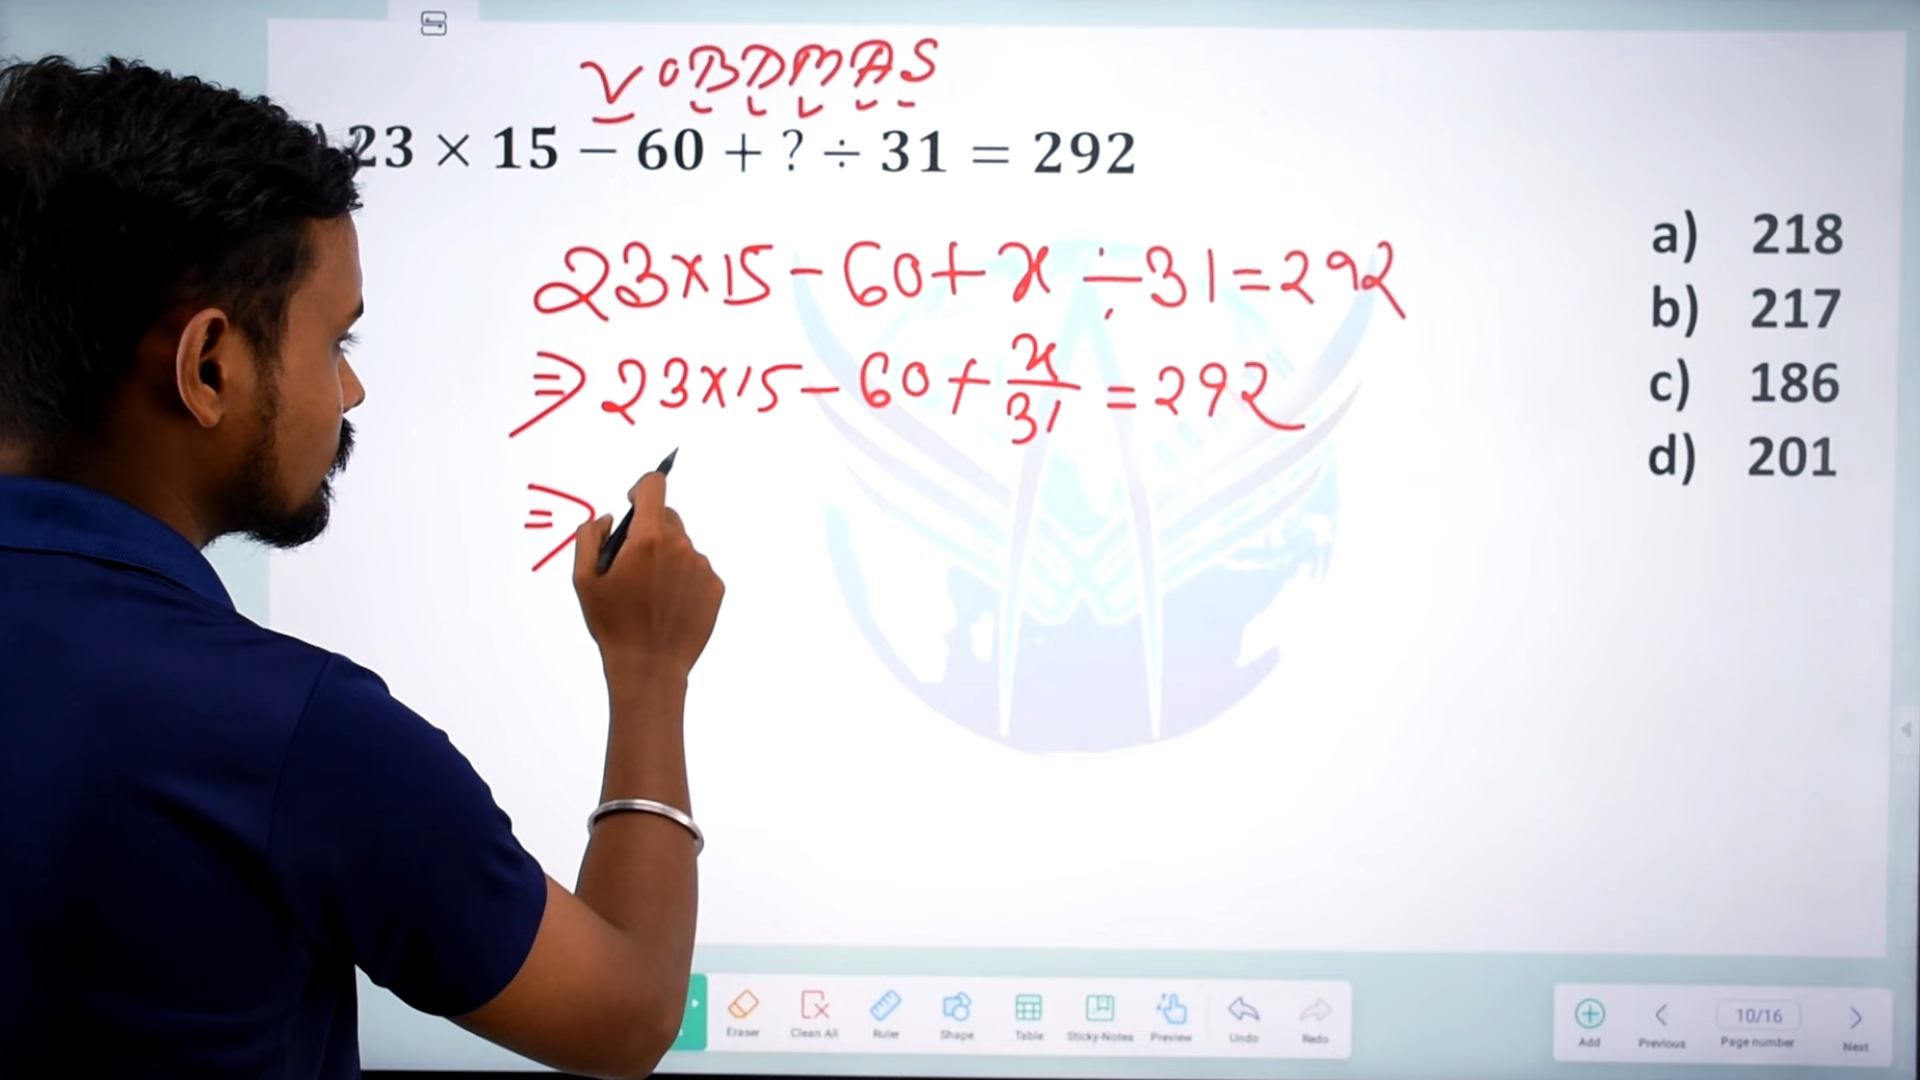 VOBDMAS
23 × 15 − 60 + ? ÷ 31 = 292
23×15-60+x÷31=292
⇒ 23×15-60+x/31=292
⇒
a) 218
b) 217
c) 186
d) 201
Eraser Clean All Ruler Shape Table Sticky-Notes Preview Undo Redo
Add Previous 10/16 Page number Next